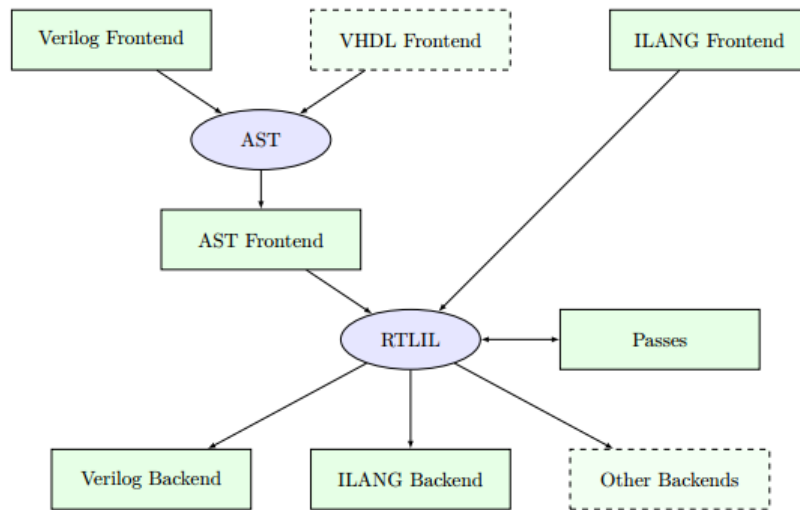 Verilog Frontend
VHDL Frontend
ILANG Frontend
AST
AST Frontend
RTLIL
Passes
Verilog Backend
ILANG Backend
Other Backends